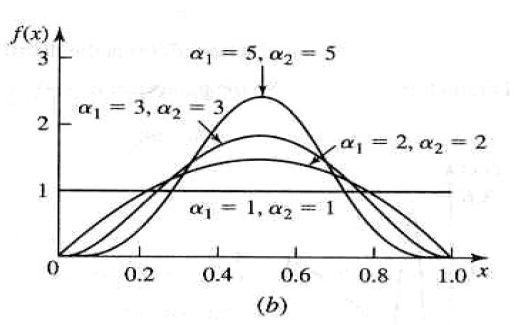 f(x)
3
α₁ = 5, α₂ = 5
α₁ = 3, α₂ = 3
2
α₁ = 2, α₂ = 2
1
α₁ = 1, α₂ = 1
0 0.2 0.4 0.6 0.8 1.0 x
(b)